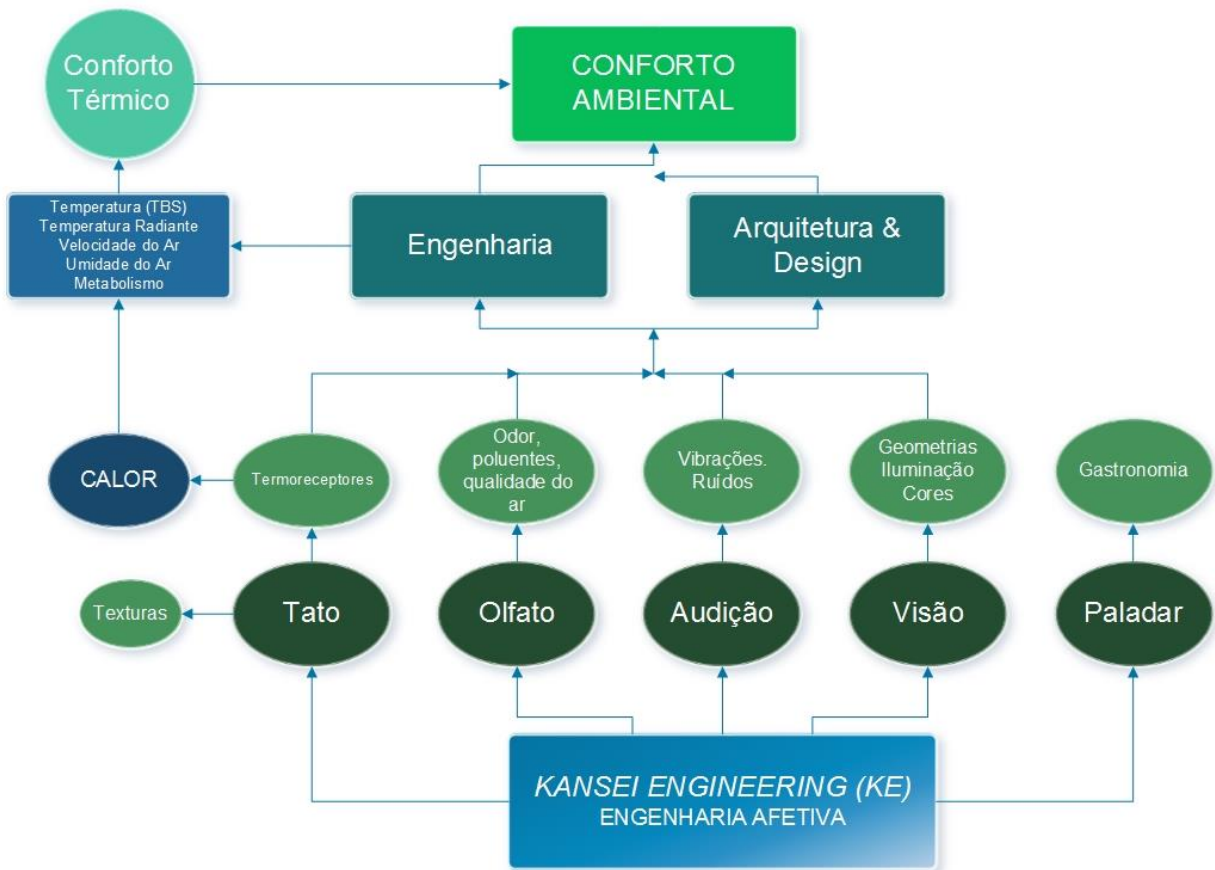 Conforto
Térmico
CONFORTO
AMBIENTAL
Temperatura (TBS)
Temperatura Radiante
Velocidade do Ar
Umidade do Ar
Metabolismo
Engenharia
Arquitetura &
Design
CALOR
Termoreceptores
Odor,
poluentes,
qualidade do
ar
Vibrações.
Ruídos
Geometrias
Iluminação
Cores
Gastronomia
Texturas
Tato
Olfato
Audição
Visão
Paladar
KANSEI ENGINEERING (KE)
ENGENHARIA AFETIVA